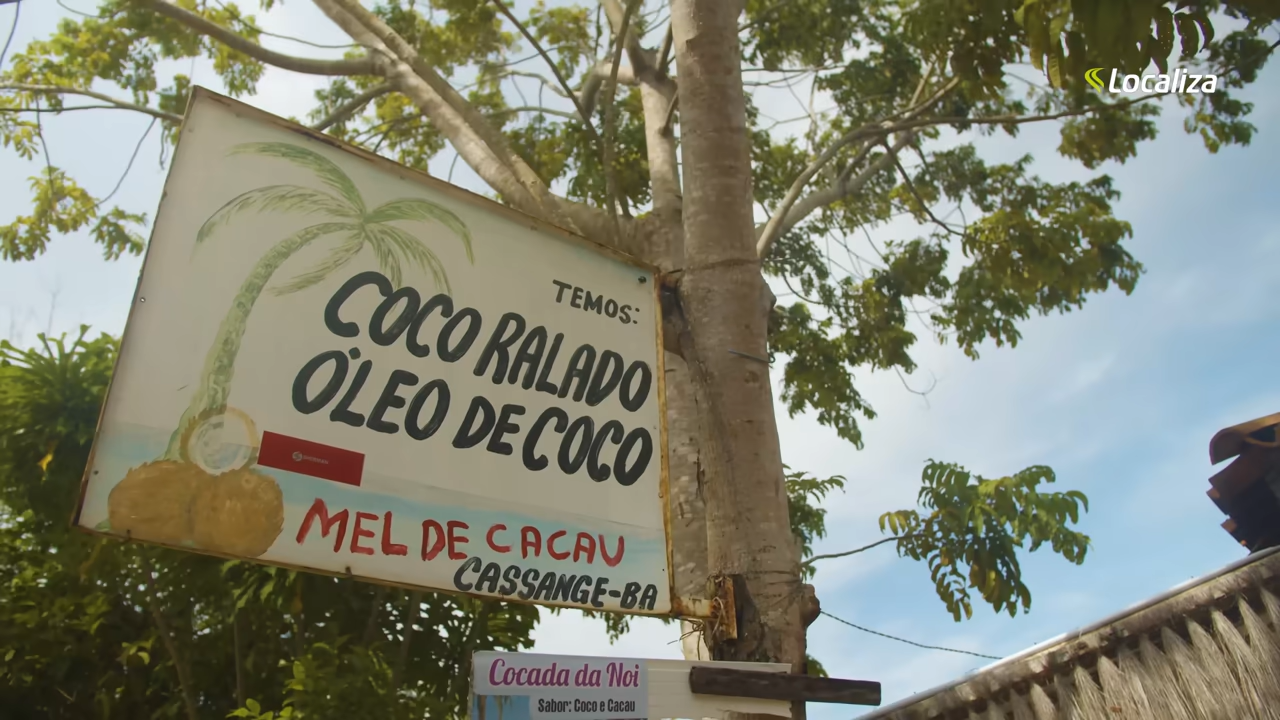 Localiza
TEMOS:
COCO RALADO
ÓLEO DE COCO
MEL DE CACAU
CASSANGE-BA
Cocada da Noi
Sabor: Coco e Cacau